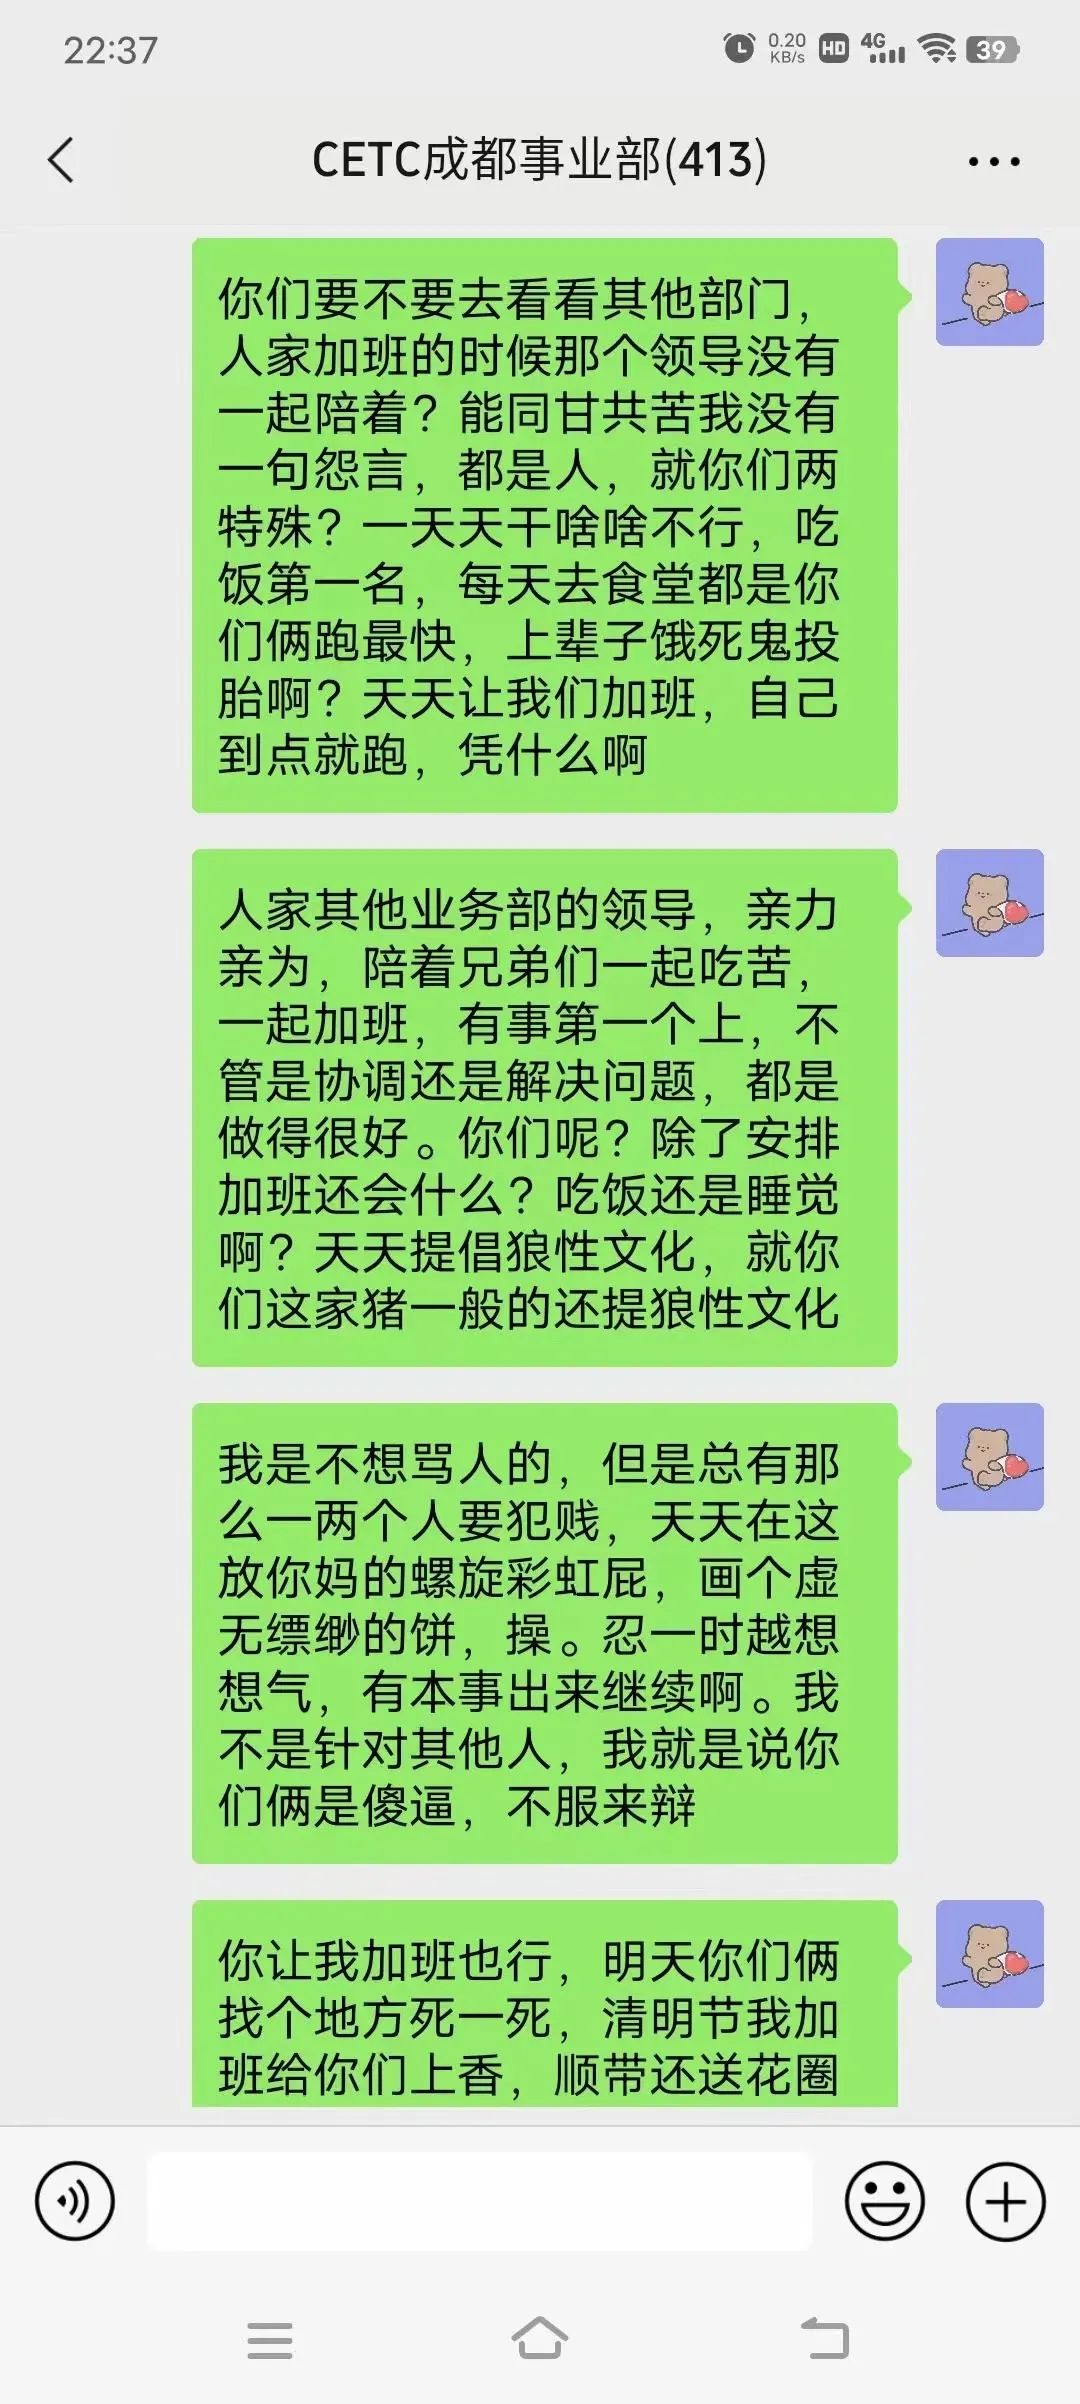 22:37
0.20
KB/s
HD
4G
39
CETC成都事业部(413)
你们要不要去看看其他部门，
人家加班的时候那个领导没有
一起陪着？能同甘共苦我没有
一句怨言，都是人，就你们两
特殊？一天天干啥啥不行，吃
饭第一名，每天去食堂都是你
们俩跑最快，上辈子饿死鬼投
胎啊？天天让我们加班，自己
到点就跑，凭什么啊
人家其他业务部的领导，亲力
亲为，陪着兄弟们一起吃苦，
一起加班，有事第一个上，不
管是协调还是解决问题，都是
做得很好。你们呢？除了安排
加班还会什么？吃饭还是睡觉
啊？天天提倡狼性文化，就你
们这家猪一般的还提狼性文化
我是不想骂人的，但是总有那
么一两个人要犯贱，天天在这
放你妈的螺旋彩虹屁，画个虚
无缥缈的饼，操。忍一时越想
想气，有本事出来继续啊。我
不是针对其他人，我就是说你
们俩是傻逼，不服来辩
你让我加班也行，明天你们俩
找个地方死一死，清明节我加
班给你们上香，顺带还送花圈